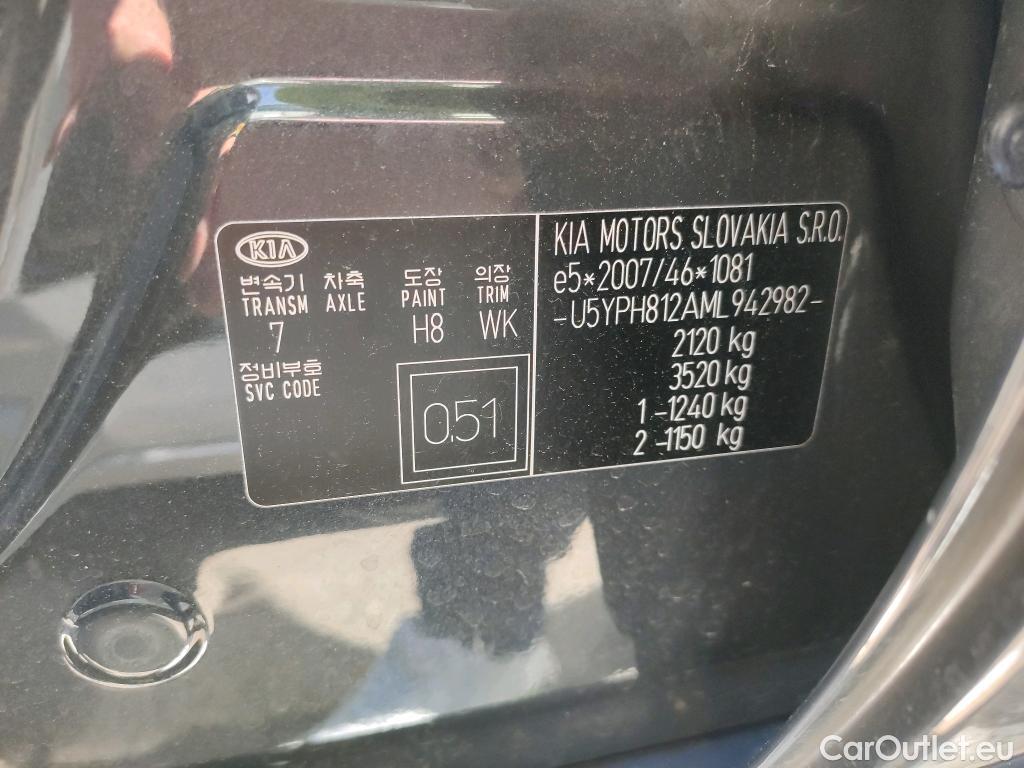 KIA
변속기 차축 도장 의장
TRANSM AXLE PAINT TRIM
7 H8 WK
정비부호
SVC CODE
0.51
KIA MOTORS SLOVAKIA S.R.O.
e5*2007/46*1081
-U5YPH812AML942982-
2120 kg
3520 kg
1 -1240 kg
2 -1150 kg
CarOutlet.eu